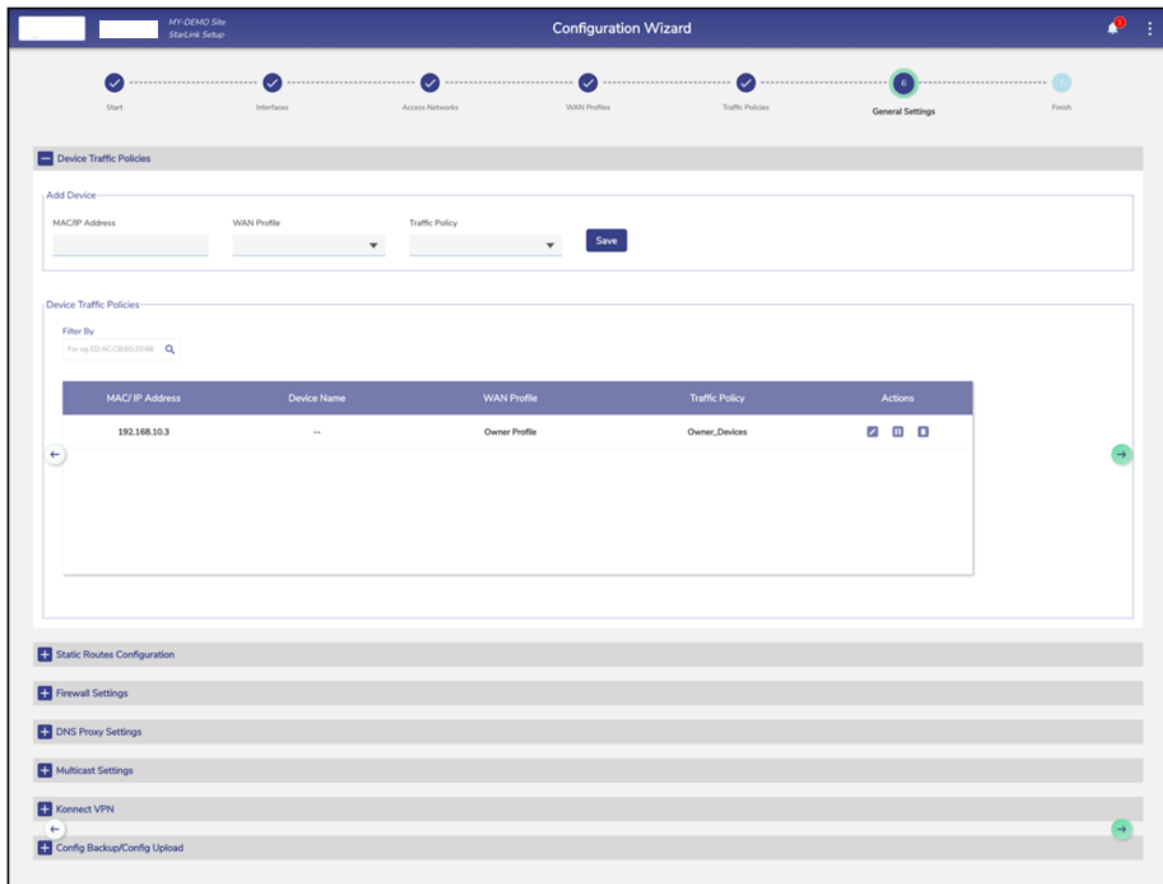 MY-DEMO Site
StarLink Setup
Configuration Wizard
1
Start
Interfaces
Access Networks
WAN Profiles
Traffic Policies
6
General Settings
7
Finish
Device Traffic Policies
Add Device
MAC/IP Address WAN Profile Traffic Policy
Save
Device Traffic Policies
Filter By
For eg ED:AC:CB:60:20:66
MAC/ IP Address Device Name WAN Profile Traffic Policy Actions
192.168.10.3 -- Owner Profile Owner_Devices
Static Routes Configuration
Firewall Settings
DNS Proxy Settings
Multicast Settings
Konnect VPN
Config Backup/Config Upload